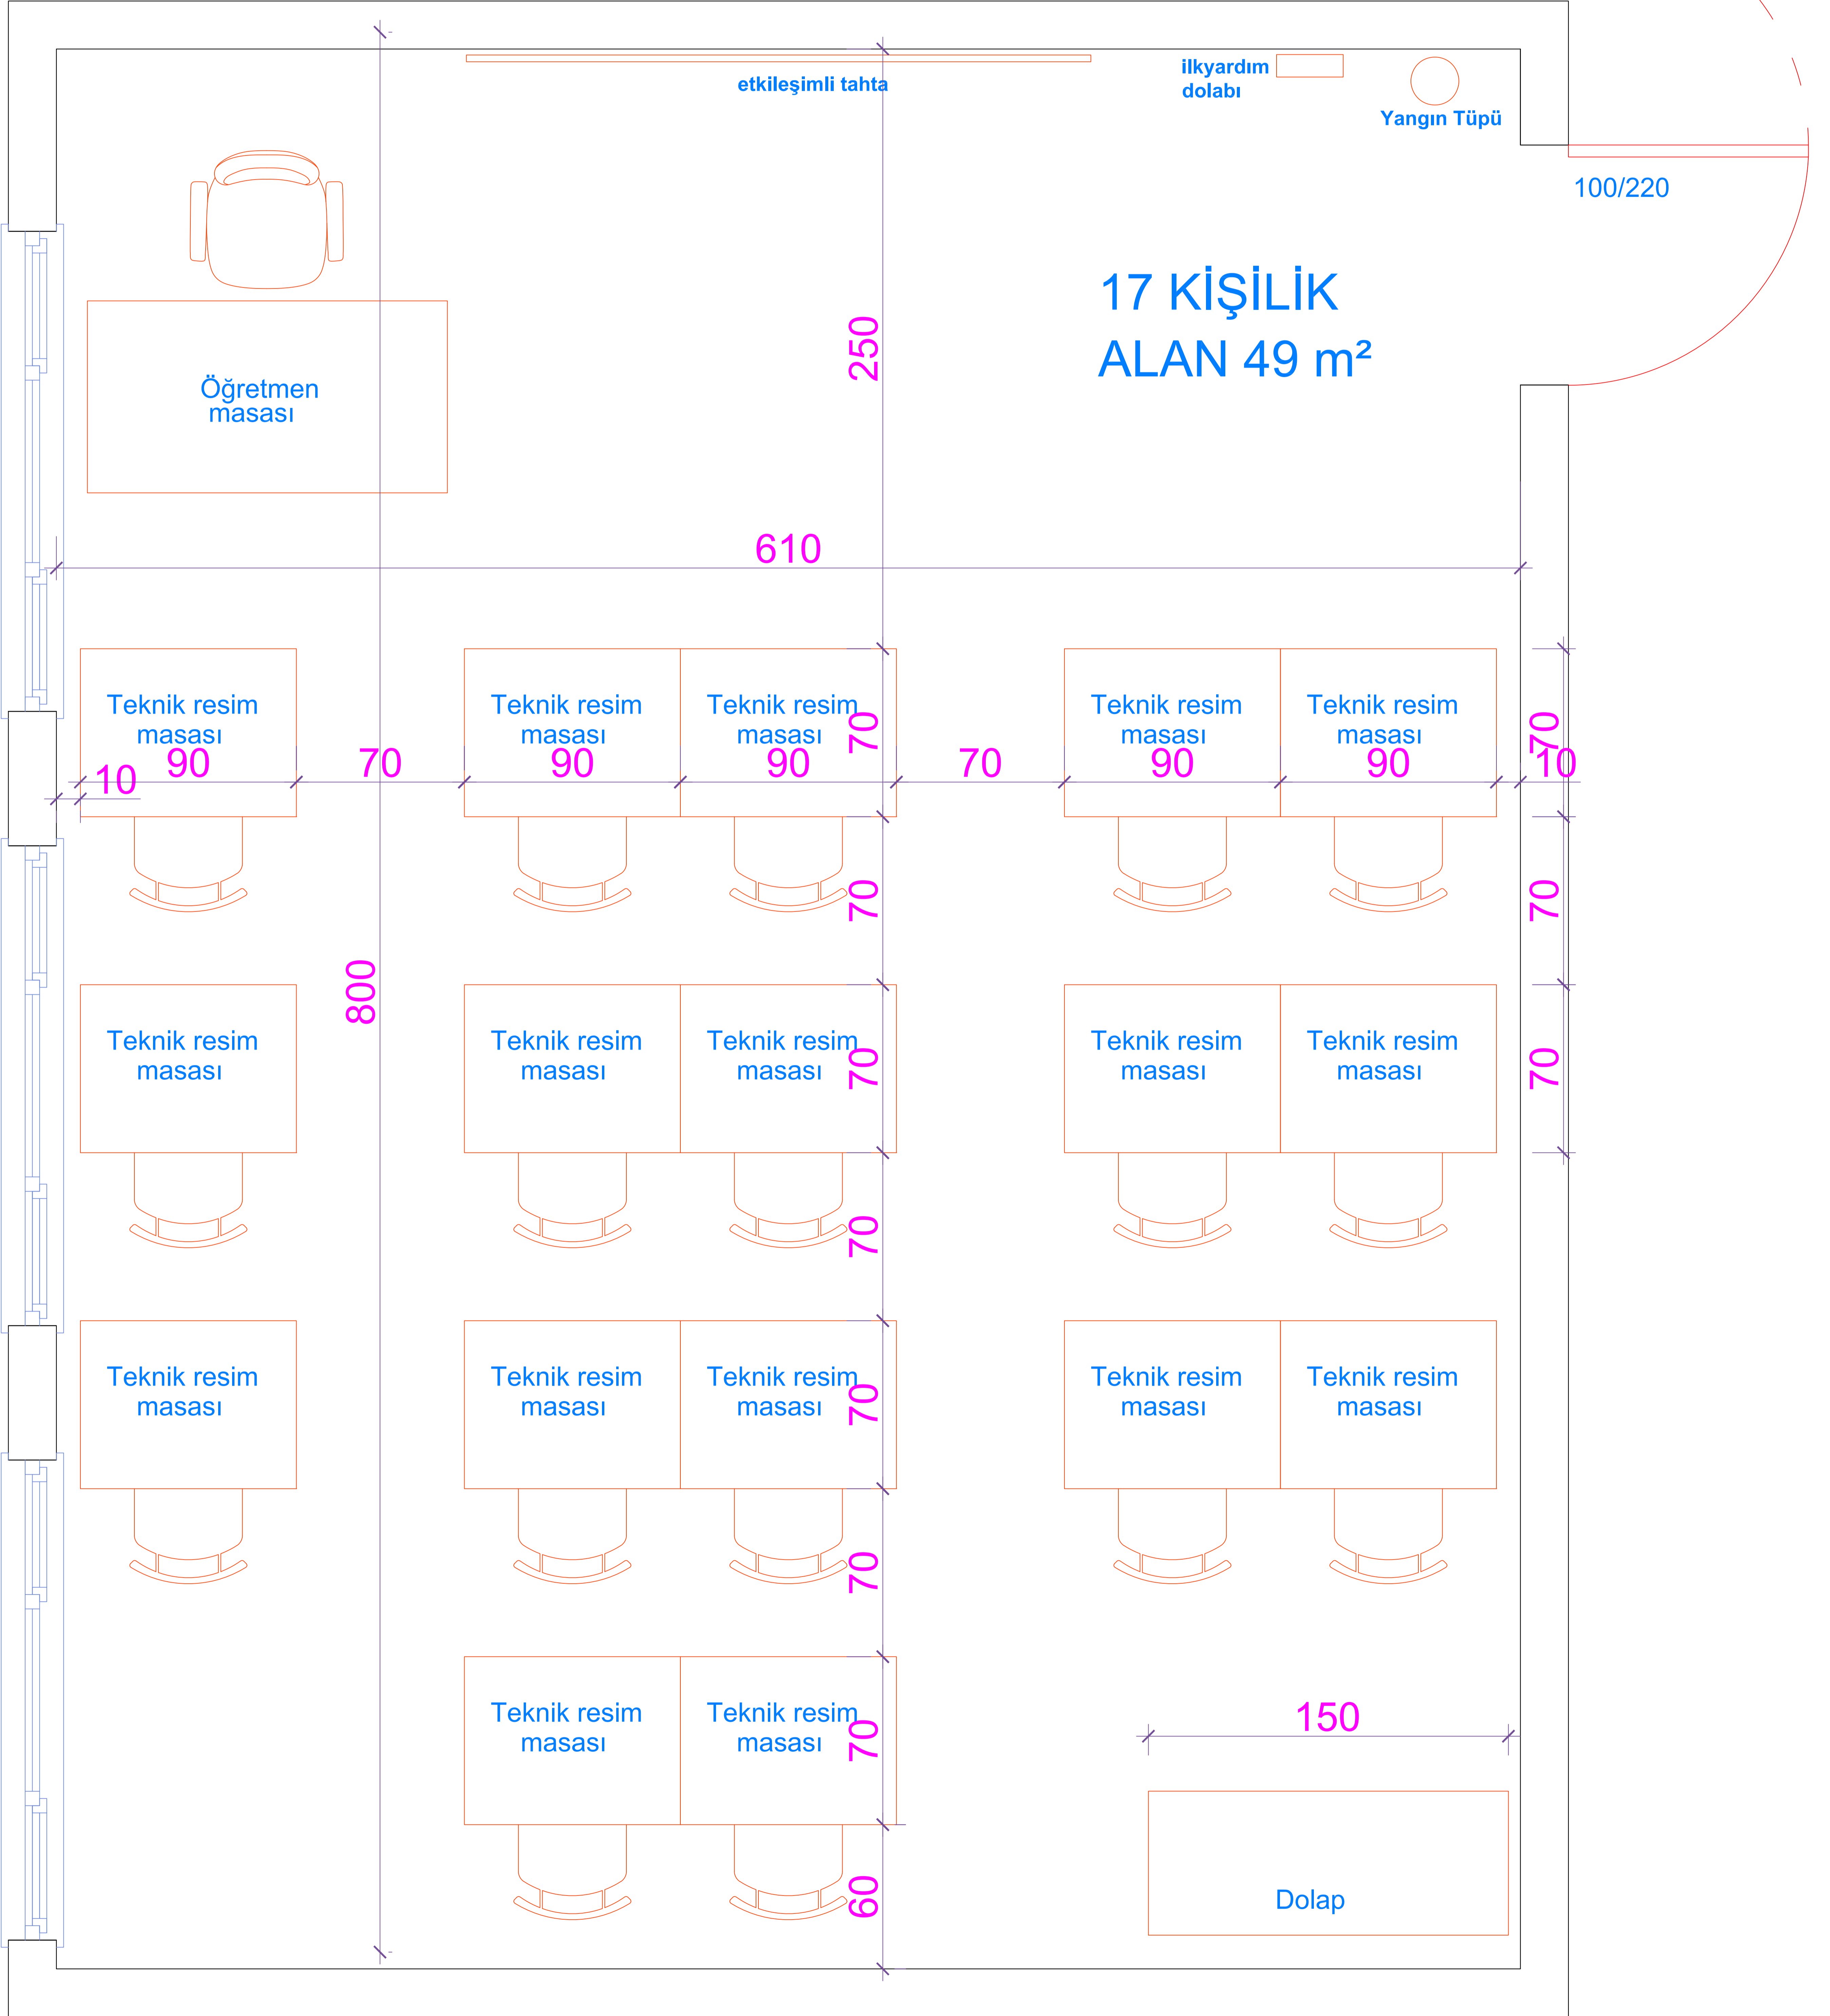 etkileşimli tahta
ilkyardım
dolabı
Yangın Tüpü
100/220
17 KİŞİLİK
ALAN 49 m²
250
Öğretmen
masası
610
Teknik resim
masası
Teknik resim
masası
Teknik resim
masası
Teknik resim
masası
Teknik resim
masası
70
70
10
90
70
90
90
70
90
90
10
70
70
800
Teknik resim
masası
Teknik resim
masası
Teknik resim
masası
Teknik resim
masası
Teknik resim
masası
70
70
70
Teknik resim
masası
Teknik resim
masası
Teknik resim
masası
Teknik resim
masası
Teknik resim
masası
70
70
Teknik resim
masası
Teknik resim
masası
70
150
60
Dolap